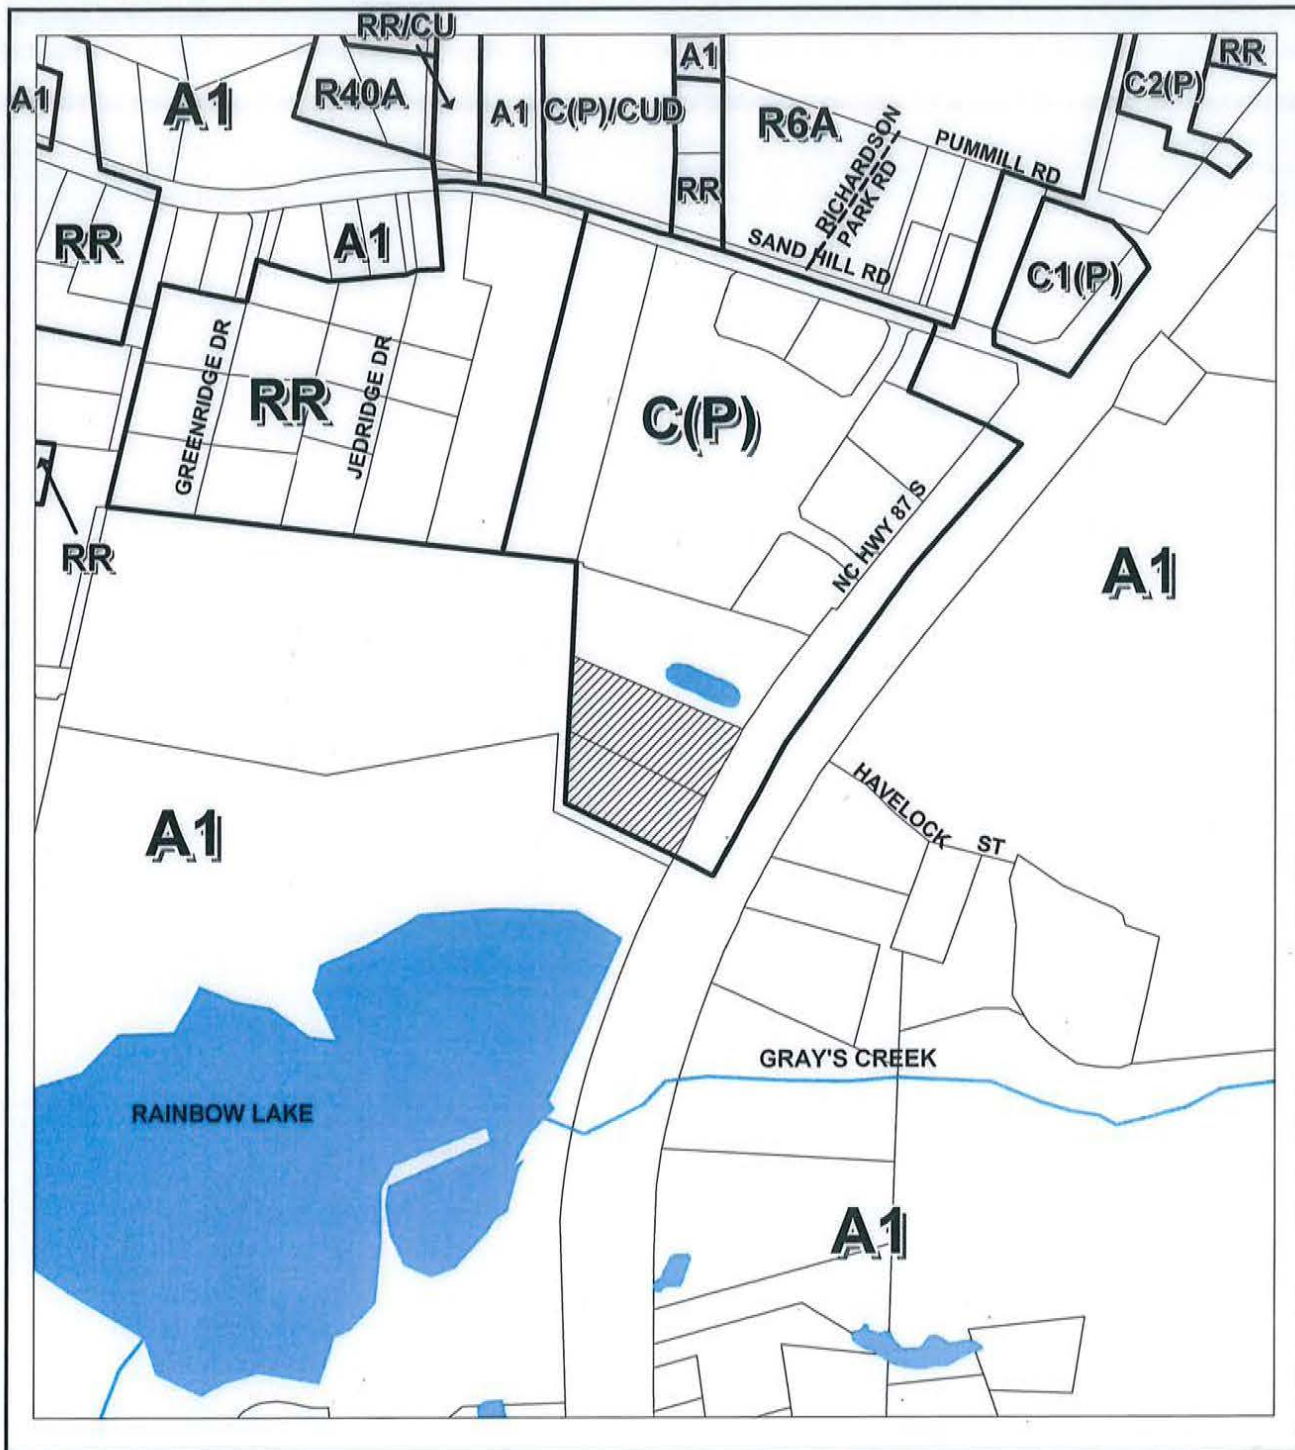 RR/CU
A1
RR
A1
A1
R40A
A1
C(P)/CUD
R6A
C2(P)
RICHARDSON
PARK RD
PUMMILL RD
RR
RR
A1
SAND HILL RD
C1(P)
GREENRIDGE DR
RR
JEDRIDGE DR
C(P)
NC HWY 87 S
RR
A1
HAVELOCK ST
A1
GRAY'S CREEK
RAINBOW LAKE
A1